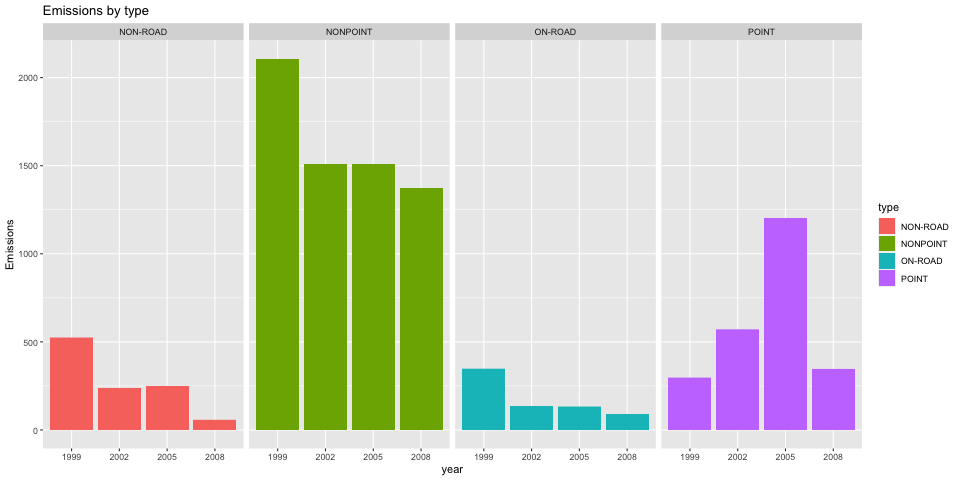 Emissions by type
NON-ROAD NONPOINT ON-ROAD POINT
2000
1500
1000
500
0
Emissions
1999 2002 2005 2008 1999 2002 2005 2008 1999 2002 2005 2008 1999 2002 2005 2008
year
type
NON-ROAD
NONPOINT
ON-ROAD
POINT